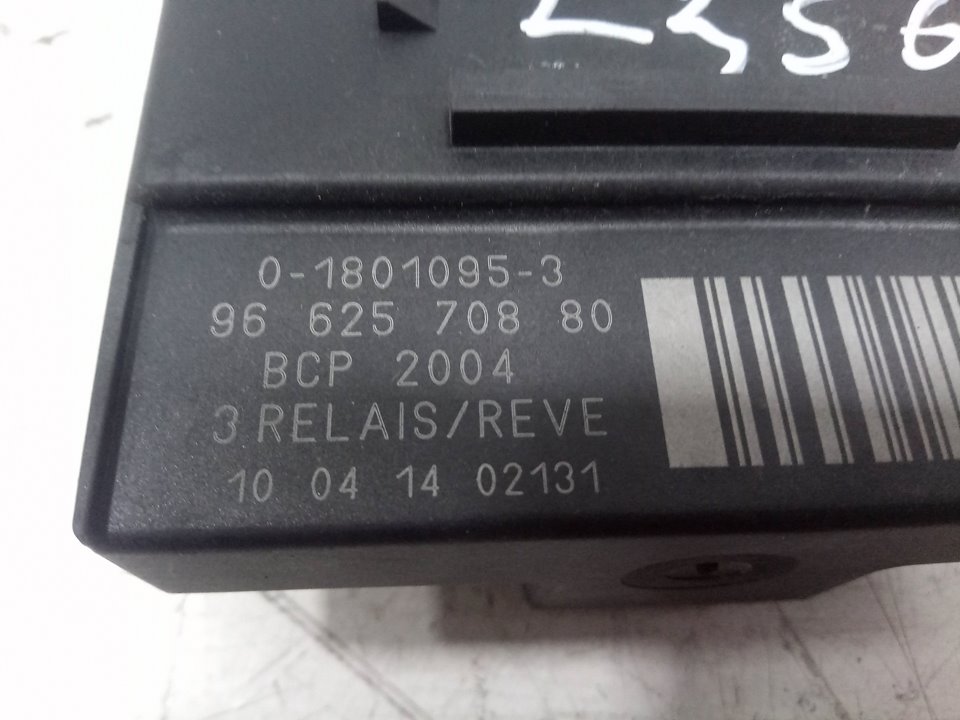 0-1801095-3
96 625 708 80
BCP 2004
3 RELAIS/REVE
10 04 14 02131